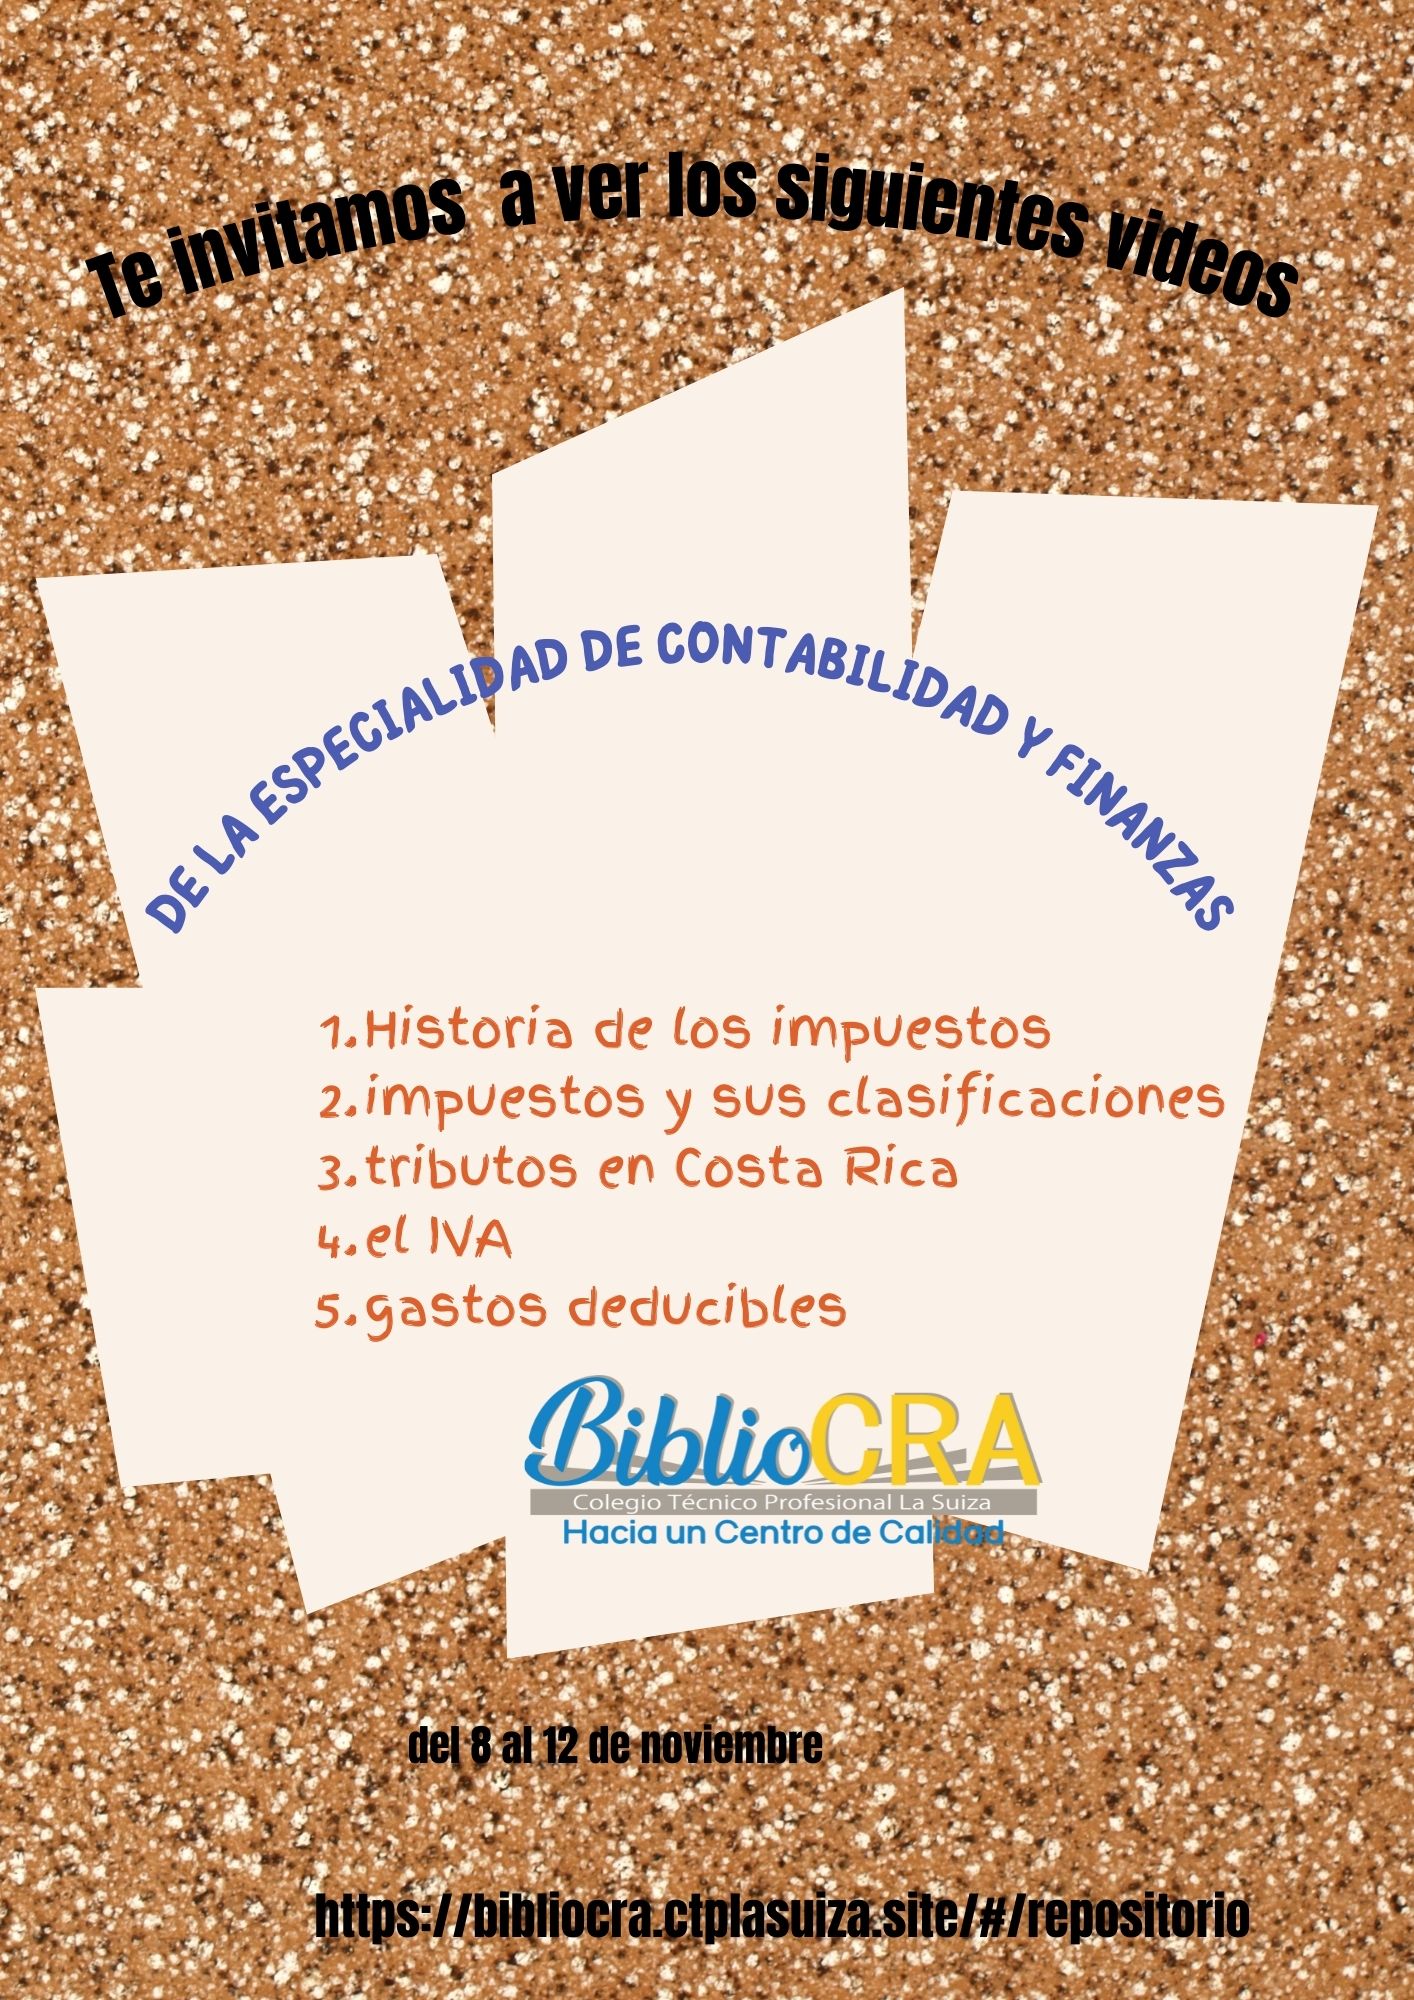 Te invitamos a ver los siguientes videos
DE LA ESPECIALIDAD DE CONTABILIDAD Y FINANZAS
1.Historia de los impuestos
2.impuestos y sus clasificaciones
3.tributos en Costa Rica
4.el IVA
5.gastos deducibles
BiblioCRA
Colegio Técnico Profesional La Suiza
Hacia un Centro de Calidad
del 8 al 12 de noviembre
https://bibliocra.ctplasuiza.site/#/repositorio